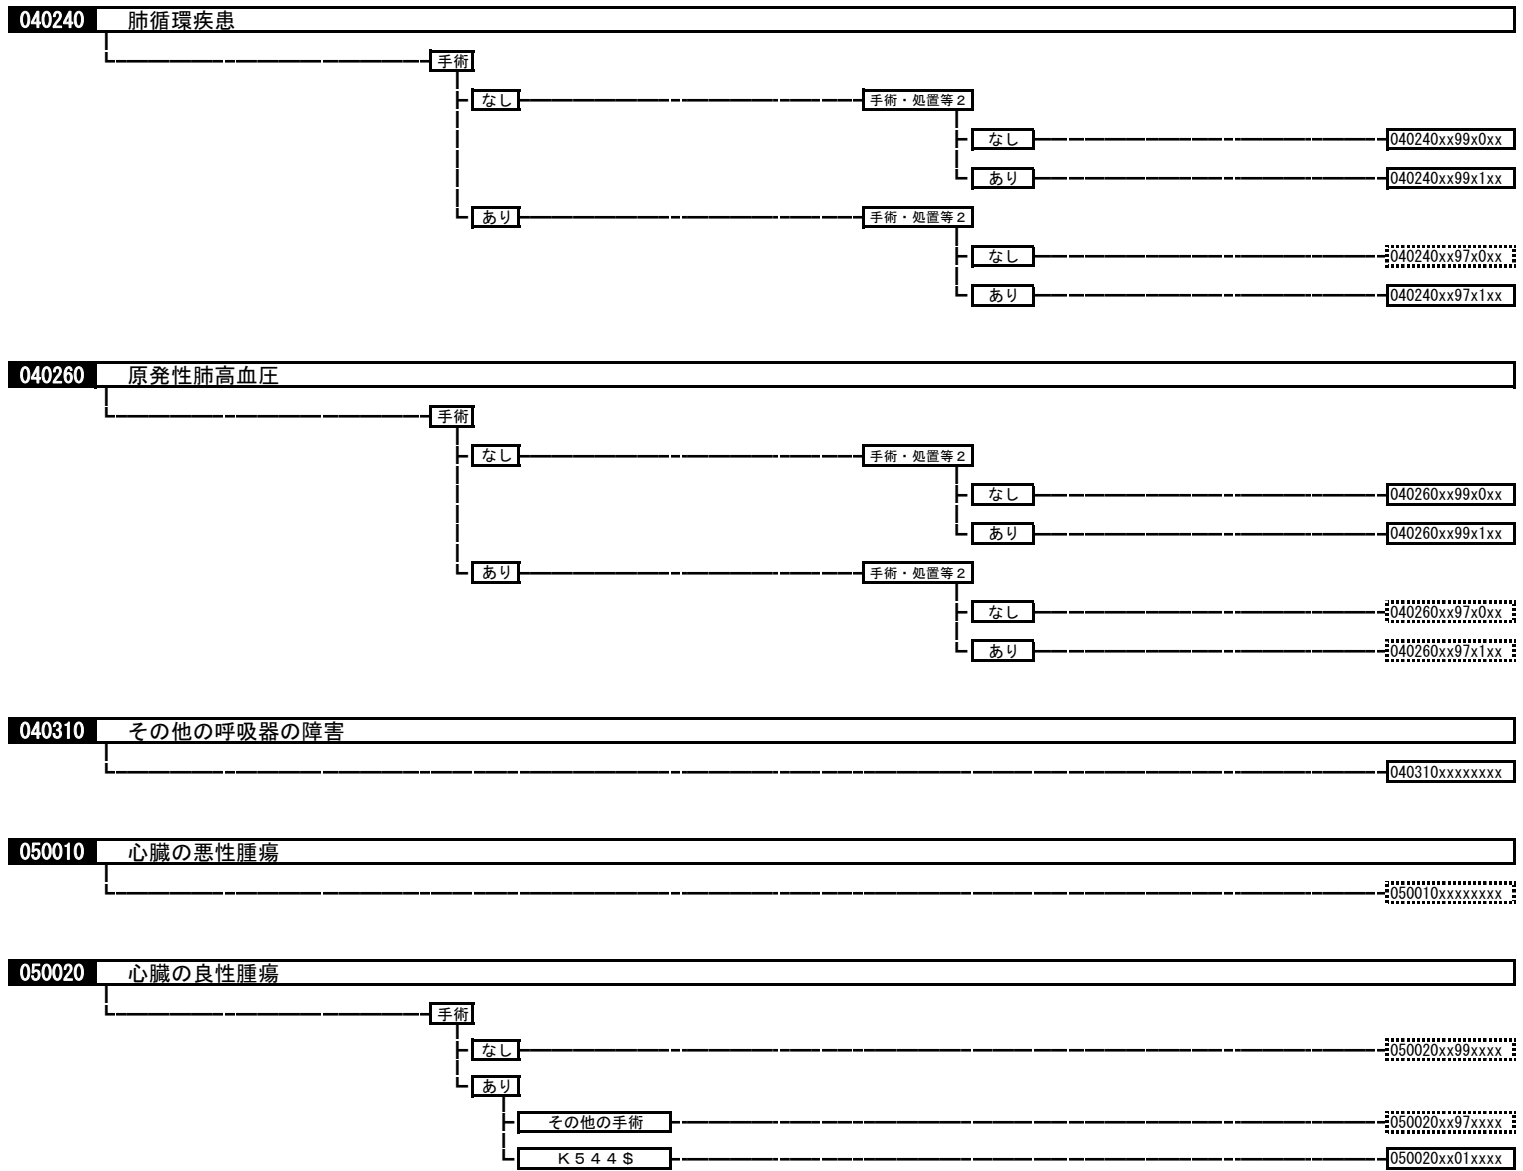 040240 肺循環疾患
手術
なし 手術・処置等２
なし 040240xx99x0xx
あり 040240xx99x1xx
あり 手術・処置等２
なし 040240xx97x0xx
あり 040240xx97x1xx
040260 原発性肺高血圧
手術
なし 手術・処置等２
なし 040260xx99x0xx
あり 040260xx99x1xx
あり 手術・処置等２
なし 040260xx97x0xx
あり 040260xx97x1xx
040310 その他の呼吸器の障害
040310xxxxxxxx
050010 心臓の悪性腫瘍
050010xxxxxxxx
050020 心臓の良性腫瘍
手術
なし 050020xx99xxxx
あり
その他の手術 050020xx97xxxx
Ｋ５４４＄ 050020xx01xxxx